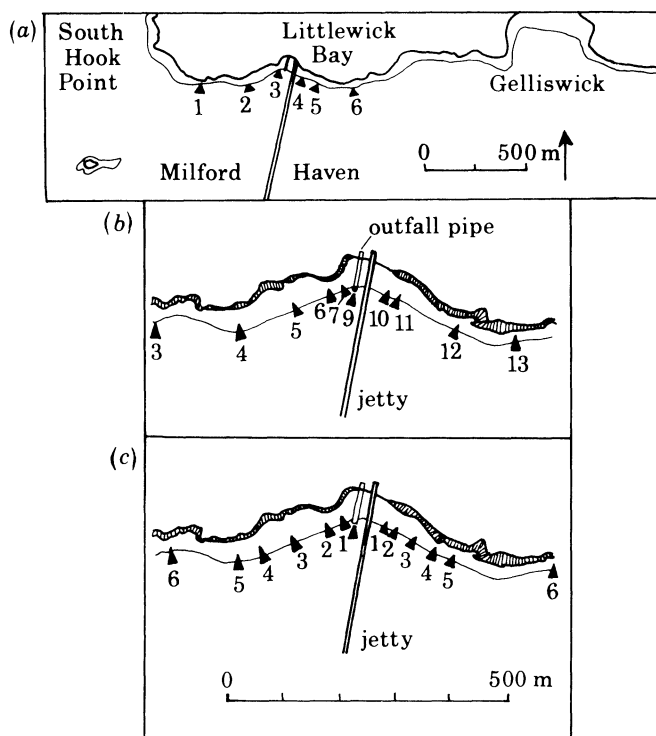 (a) South Hook Point
Littlewick Bay
Gelliswick
1 2 3 4 5 6
0 500 m
Milford Haven
(b)
outfall pipe
3 4 5 6 7 9 10 11 12 13
jetty
(c)
6 5 4 3 2 1 1 2 3 4 5 6
jetty
0 500 m